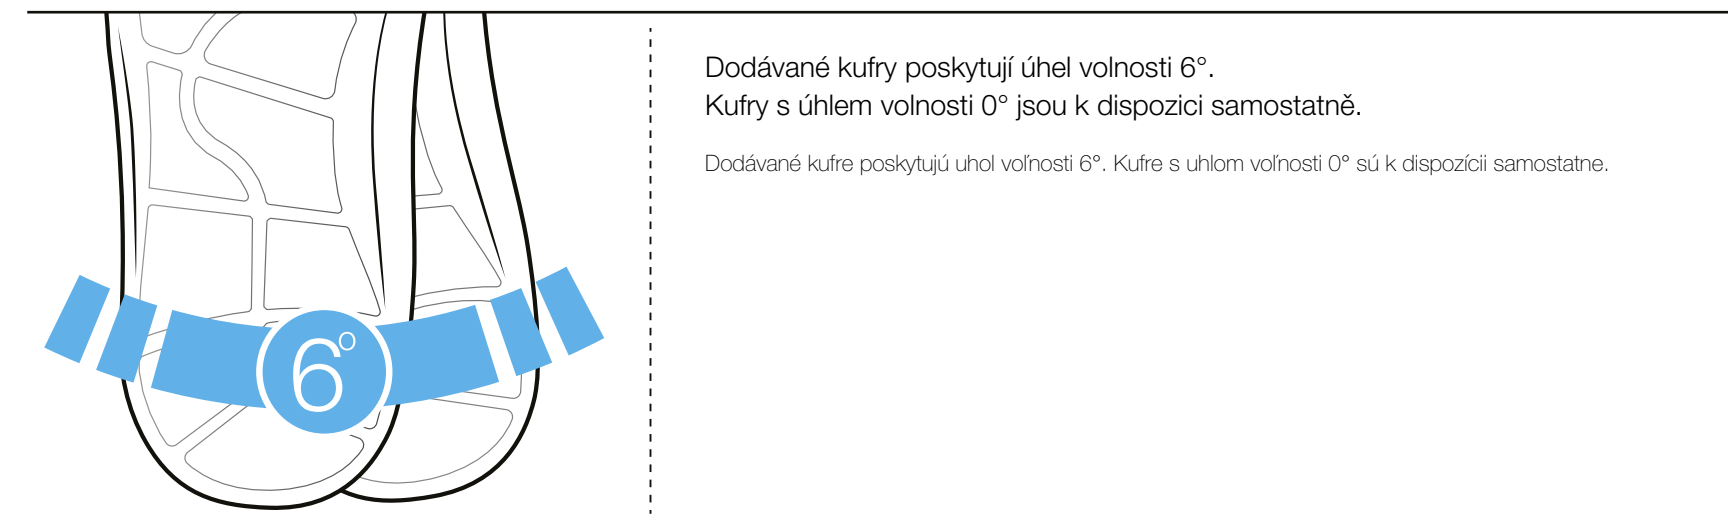 6°
Dodávané kufry poskytují úhel volnosti 6°.
Kufry s úhlem volnosti 0° jsou k dispozici samostatně.
Dodávané kufre poskytujú uhol voľnosti 6°. Kufre s uhlom voľnosti 0° sú k dispozícii samostatne.